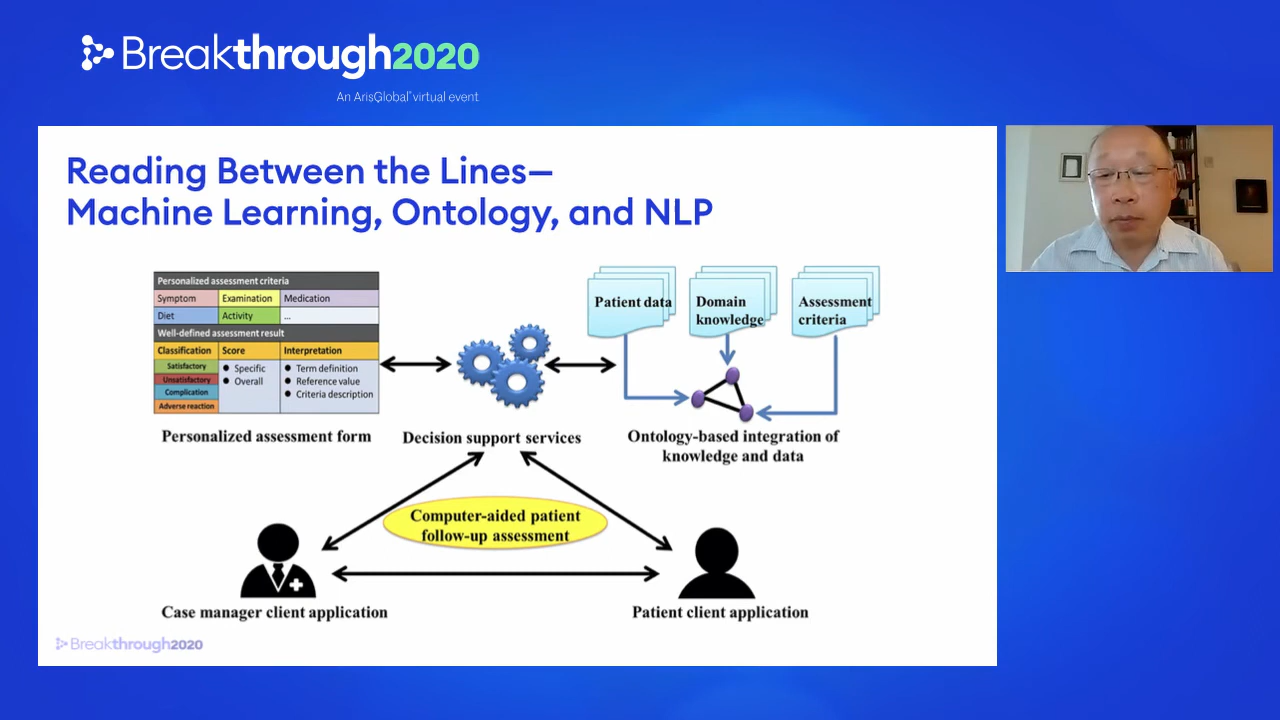 Breakthrough2020
An ArisGlobal virtual event
Reading Between the Lines—
Machine Learning, Ontology, and NLP
Personalized assessment criteria
Symptom Examination Medication
Diet Activity ...
Well-defined assessment result
Classification Score Interpretation
Satisfactory
Unsatisfactory
Complication
Adverse reaction
● Specific
● Overall
● Term definition
● Reference value
● Criteria description
Personalized assessment form
Decision support services
Patient data
Domain
knowledge
Assessment
criteria
Ontology-based integration of
knowledge and data
Computer-aided patient
follow-up assessment
Case manager client application
Patient client application
Breakthrough2020